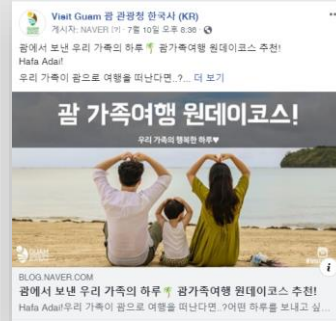 Visit Guam 괌 관광청 한국사 (KR)
게시자: NAVER [?] · 7월 10일 오후 8:36 ·
괌에서 보낸 우리 가족의 하루🌴 괌가족여행 원데이코스 추천!
Hafa Adai!
우리 가족이 괌으로 여행을 떠난다면..?... 더 보기
괌 가족여행 원데이코스!
우리 가족의 행복한 하루♥
BLOG.NAVER.COM
괌에서 보낸 우리 가족의 하루🌴 괌가족여행 원데이코스 추천!
Hafa Adai!우리 가족이 괌으로 여행을 떠난다면..?어떤 하루를 보내고 싶...